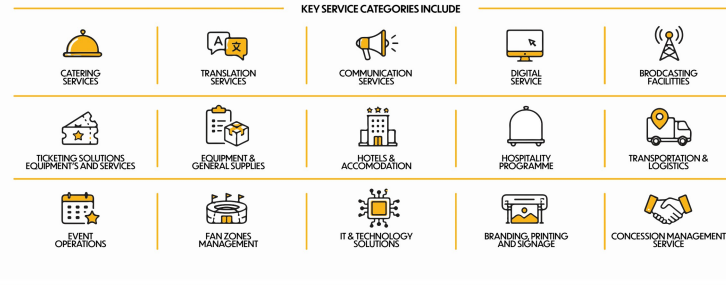 KEY SERVICE CATEGORIES INCLUDE
A 文
CATERING
SERVICES
TRANSLATION
SERVICES
COMMUNICATION
SERVICES
DIGITAL
SERVICE
BRODCASTING
FACILITIES
TICKETING SOLUTIONS
EQUIPMENT'S AND SERVICES
EQUIPMENT &
GENERAL SUPPLIES
HOTELS &
ACCOMODATION
HOSPITALITY
PROGRAMME
TRANSPORTATION &
LOGISTICS
EVENT
OPERATIONS
FAN ZONES
MANAGEMENT
IT & TECHNOLOGY
SOLUTIONS
BRANDING, PRINTING
AND SIGNAGE
CONCESSION MANAGEMENT
SERVICE